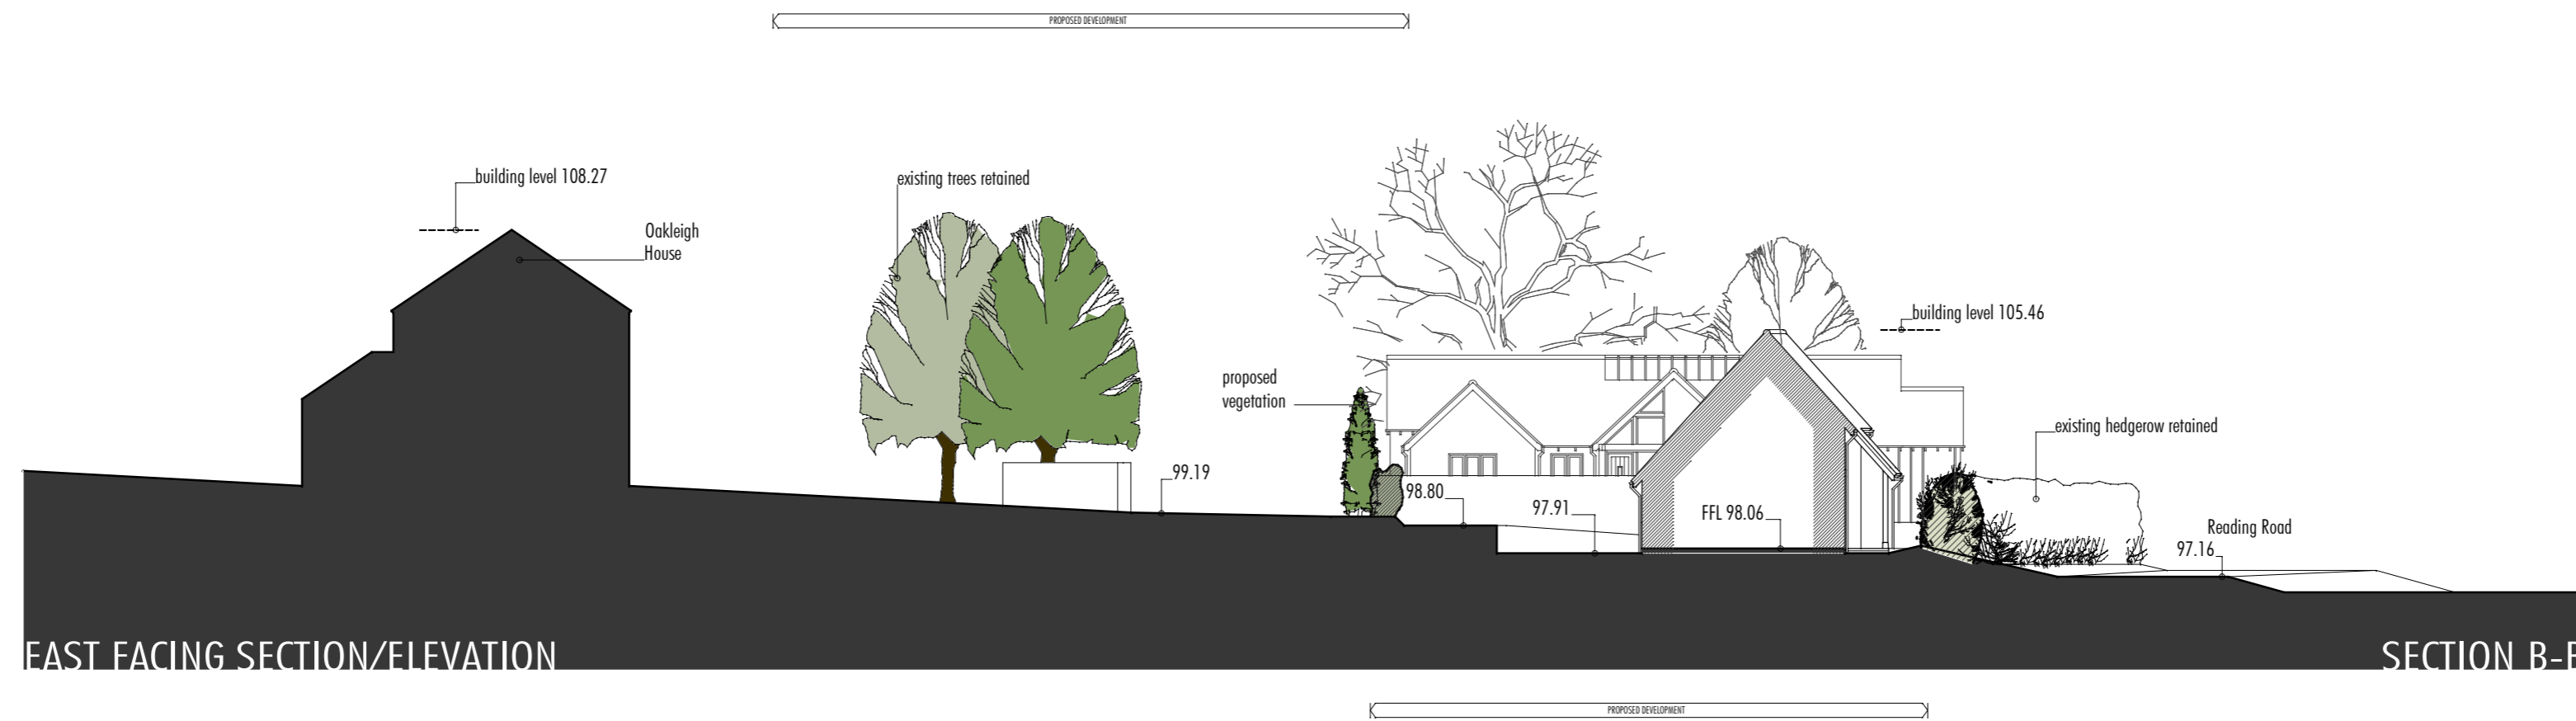 PROPOSED DEVELOPMENT
building level 108.27
existing trees retained
Oakleigh
House
building level 105.46
proposed
vegetation
existing hedgerow retained
99.19
98.80
97.91
FFL 98.06
Reading Road
97.16
EAST FACING SECTION/ELEVATION
SECTION B-
PROPOSED DEVELOPMENT